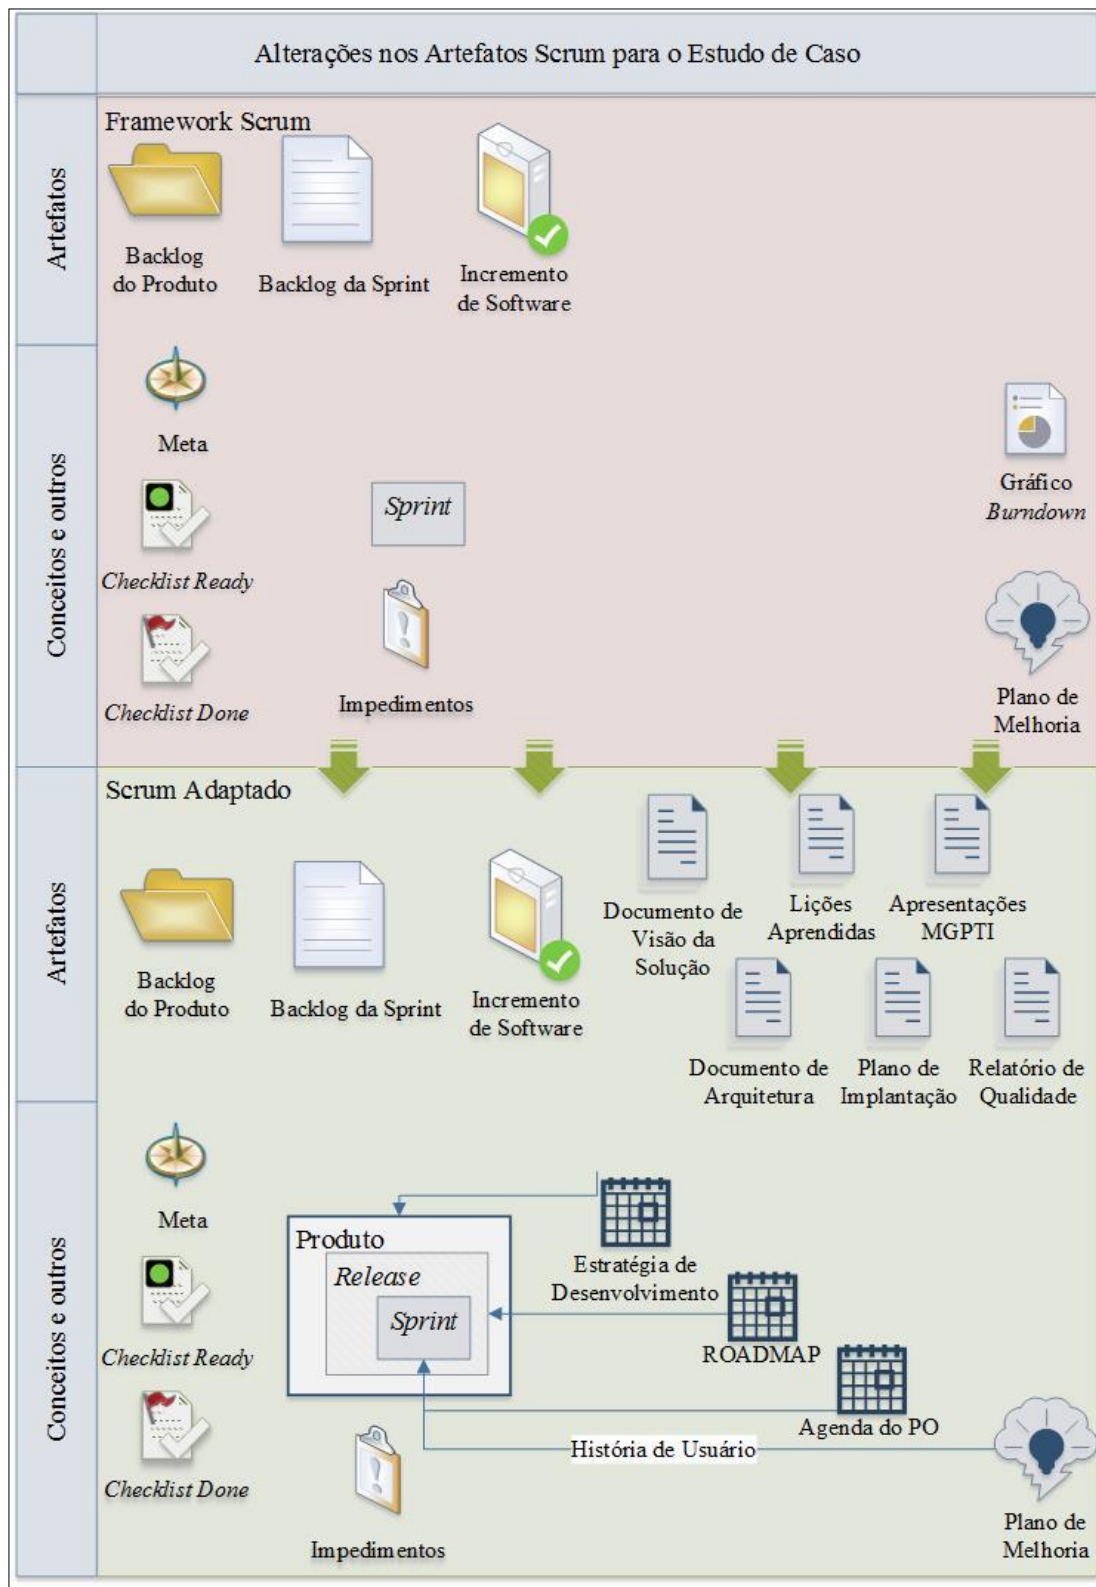 Alterações nos Artefatos Scrum para o Estudo de Caso
Artefatos
Framework Scrum
Backlog
do Produto
Backlog da Sprint
Incremento
de Software
Conceitos e outros
Meta
Checklist Ready
Checklist Done
Sprint
Impedimentos
Gráfico
Burndown
Plano de
Melhoria
Artefatos
Scrum Adaptado
Backlog
do Produto
Backlog da Sprint
Incremento
de Software
Documento de
Visão da
Solução
Lições
Aprendidas
Apresentações
MGPTI
Documento de
Arquitetura
Plano de
Implantação
Relatório de
Qualidade
Conceitos e outros
Meta
Checklist Ready
Checklist Done
Produto
Release
Sprint
Estratégia de
Desenvolvimento
ROADMAP
Agenda do PO
História de Usuário
Impedimentos
Plano de
Melhoria